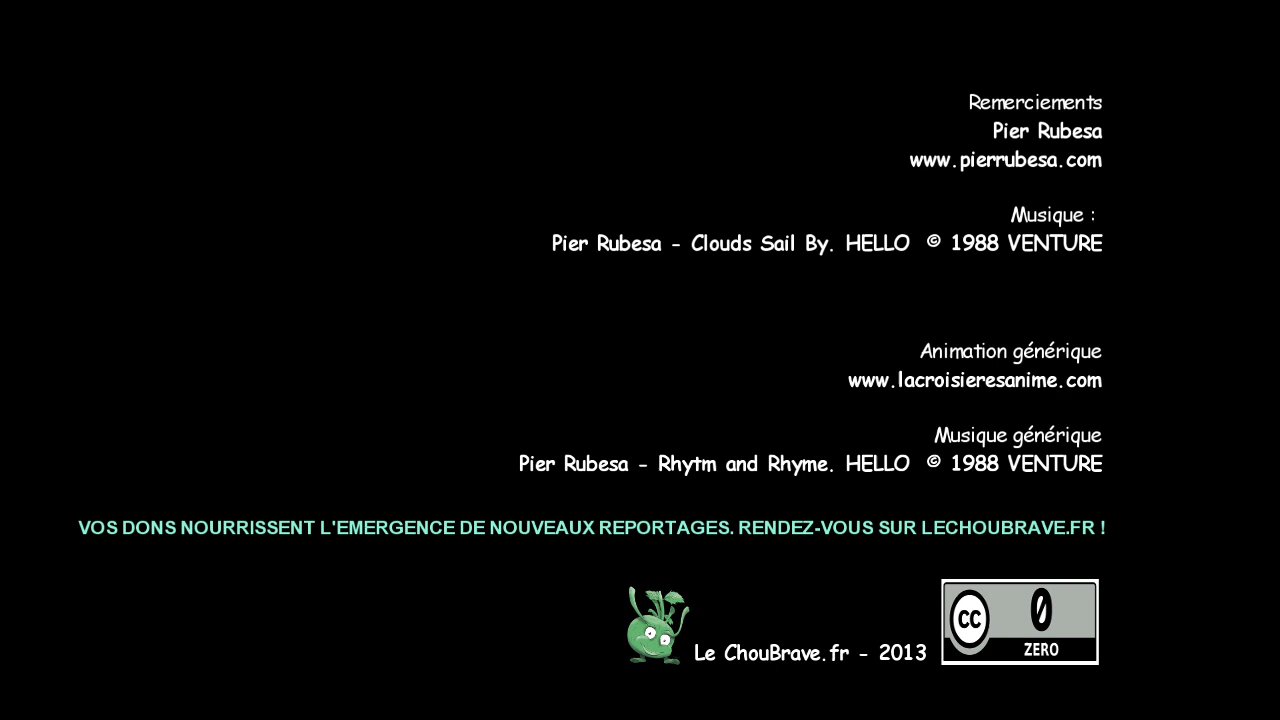 Remerciements
Pier Rubesa
www.pierrubesa.com
Musique :
Pier Rubesa - Clouds Sail By. HELLO © 1988 VENTURE
Animation générique
www.lacroisieresanime.com
Musique générique
Pier Rubesa - Rhytm and Rhyme. HELLO © 1988 VENTURE
VOS DONS NOURRISSENT L'EMERGENCE DE NOUVEAUX REPORTAGES. RENDEZ-VOUS SUR LECHOUBRAVE.FR !
Le ChouBrave.fr - 2013
cc 0
ZERO